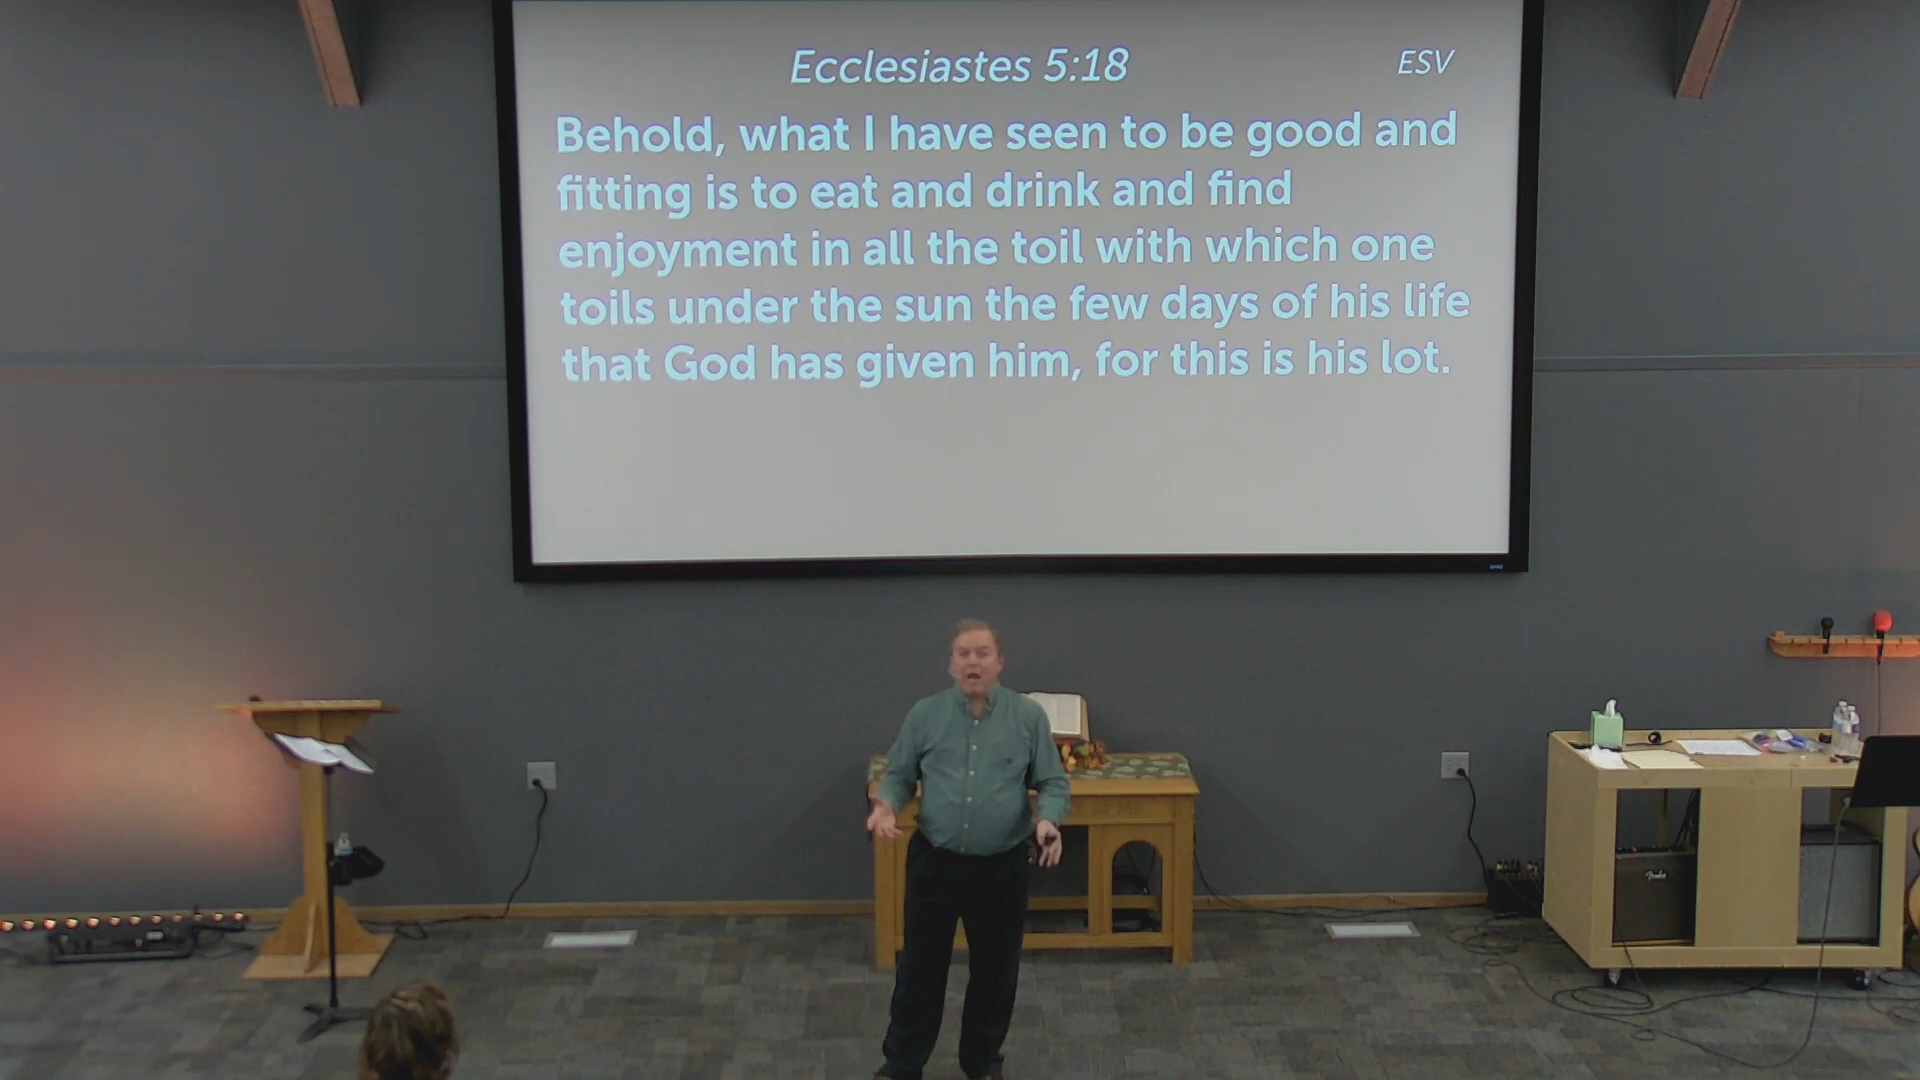 Ecclesiastes 5:18
ESV
Behold, what I have seen to be good and
fitting is to eat and drink and find
enjoyment in all the toil with which one
toils under the sun the few days of his life
that God has given him, for this is his lot.
Fender